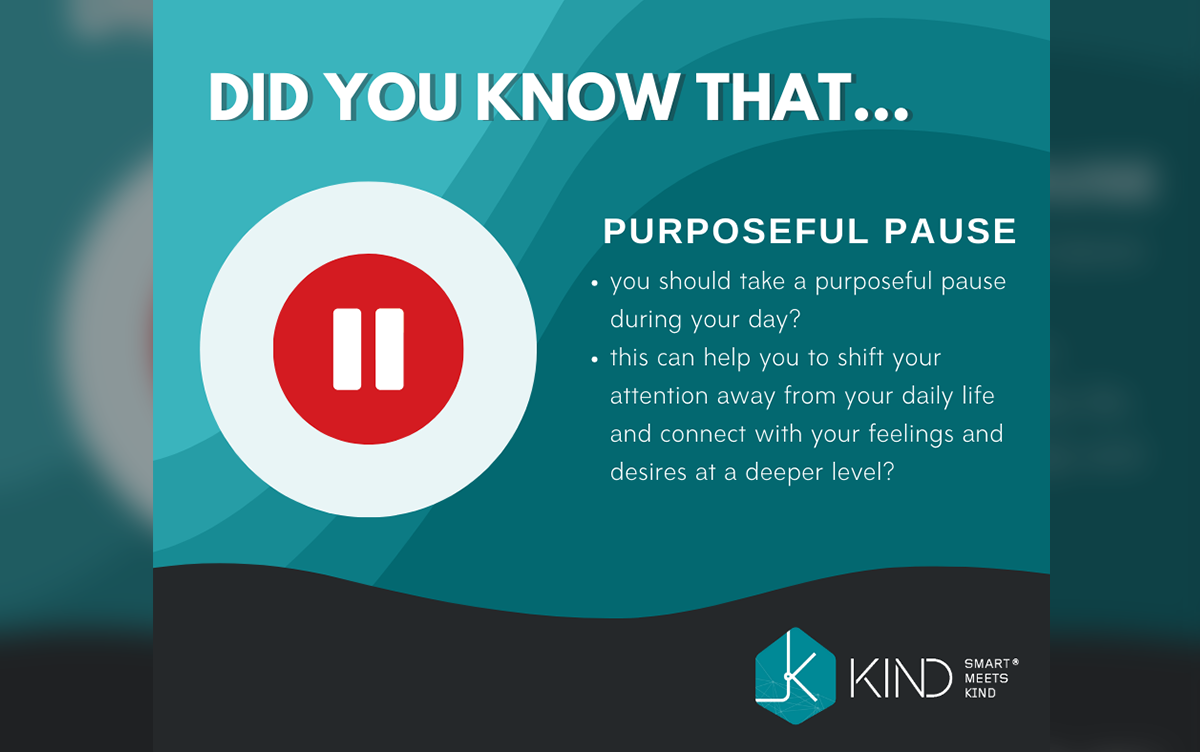 DID YOU KNOW THAT...
PURPOSEFUL PAUSE
• you should take a purposeful pause
during your day?
• this can help you to shift your
attention away from your daily life
and connect with your feelings and
desires at a deeper level?
KIND
SMART®
MEETS
KIND